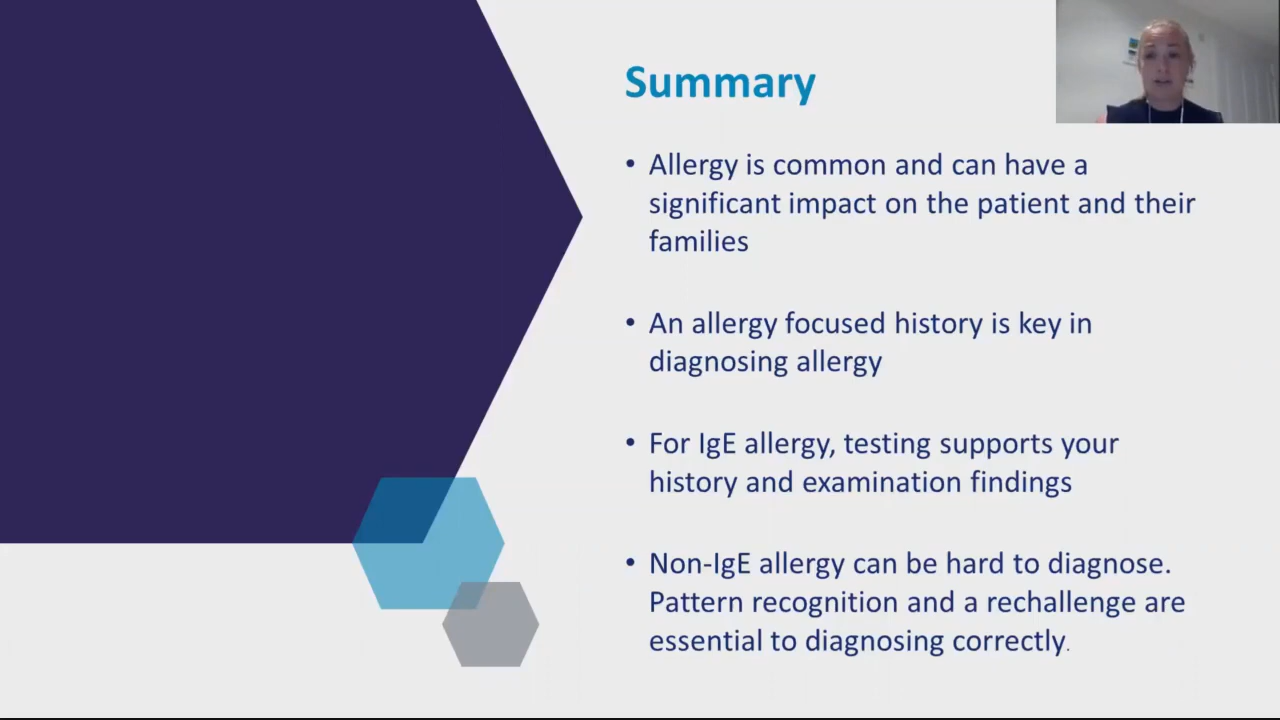 Summary
• Allergy is common and can have a
significant impact on the patient and their
families
• An allergy focused history is key in
diagnosing allergy
• For IgE allergy, testing supports your
history and examination findings
• Non-IgE allergy can be hard to diagnose.
Pattern recognition and a rechallenge are
essential to diagnosing correctly.